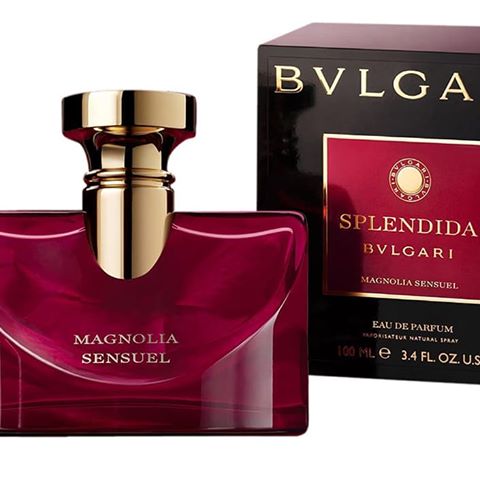 BVLGA
BVLGARI BVLGARI
SPLENDIDA
BVLGARI
MAGNOLIA SENSUEL
EAU DE PARFUM
VAPORISATEUR NATURAL SPRAY
100 ML ℮ 3.4 FL. OZ. U.S
MAGNOLIA
SENSUEL